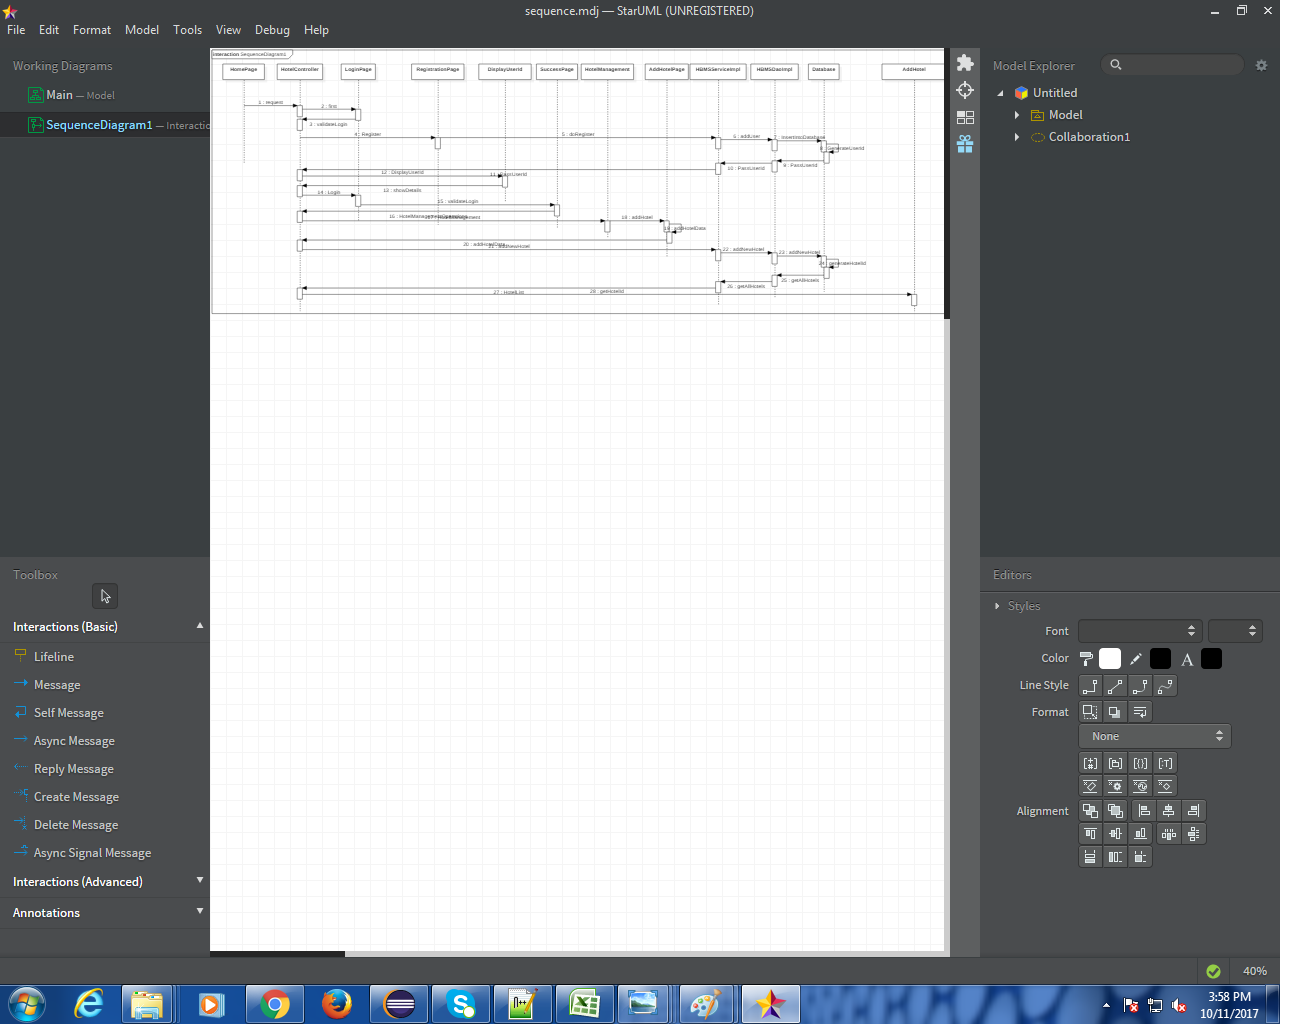 sequence.mdj — StarUML (UNREGISTERED)
File Edit Format Model Tools View Debug Help
Working Diagrams
Main — Model
SequenceDiagram1 — Interactio
interaction SequenceDiagrams
HomePage HotelController LoginPage RegistrationPage DisplayUserId SuccessPage HotelManagement AddHotelPage HBMSServiceImpl HBMSDaoImpl Database AddHotel
1 : request
2 : first
3 : validateLogin
4 : Register
5 : doRegister
5 : addUser
7 : InsertIntoDatabase
8 : GenerateUserId
9 : PassUserId
10 : PassUserId
11 : PassUserId
12 : DisplayUserId
13 : showDetails
14 : Login
15 : validateLogin
16 : HotelManagement
18 : addHotel
19 : addHotelData
20 : addHotelData
21 : addNewHotel
22 : addNewHotel
23 : addNewHotel
24 : generateHotelId
25 : getAllHotels
26 : getAllHotels
27 : HotelList
28 : getHotelId
Model Explorer
Untitled
Model
Collaboration1
Toolbox
Interactions (Basic)
Lifeline
Message
Self Message
Async Message
Reply Message
Create Message
Delete Message
Async Signal Message
Interactions (Advanced)
Annotations
Editors
Styles
Font
Color
A
Line Style
Format
None
Alignment
40%
3:58 PM
10/11/2017